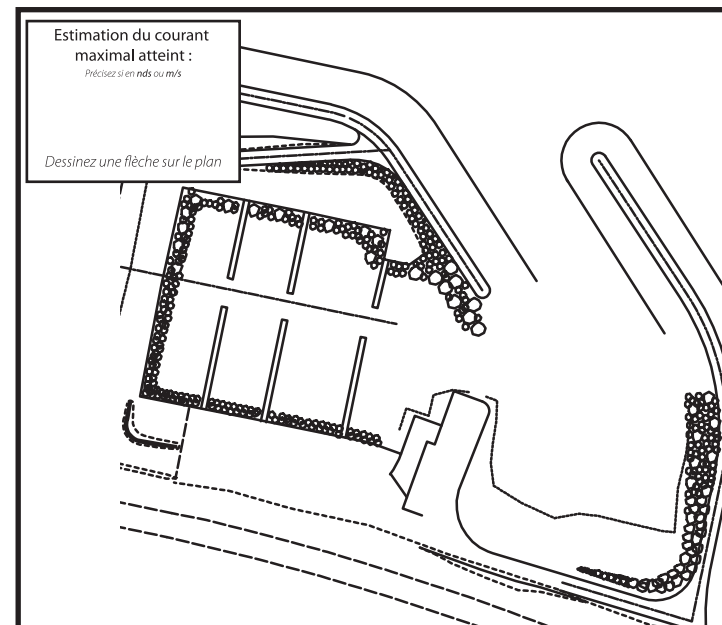 Estimation du courant
maximal atteint :
Précisez si en nds ou m/s
Dessinez une flèche sur le plan